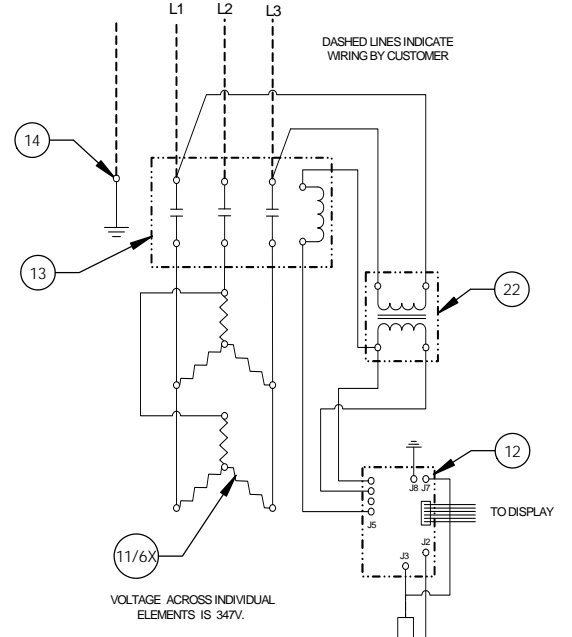 L1 L2 L3
DASHED LINES INDICATE
WIRING BY CUSTOMER
14
13
22
12
J8 J7
TO DISPLAY
J5
J2
J3
11/6X
VOLTAGE ACROSS INDIVIDUAL
ELEMENTS IS 347V.